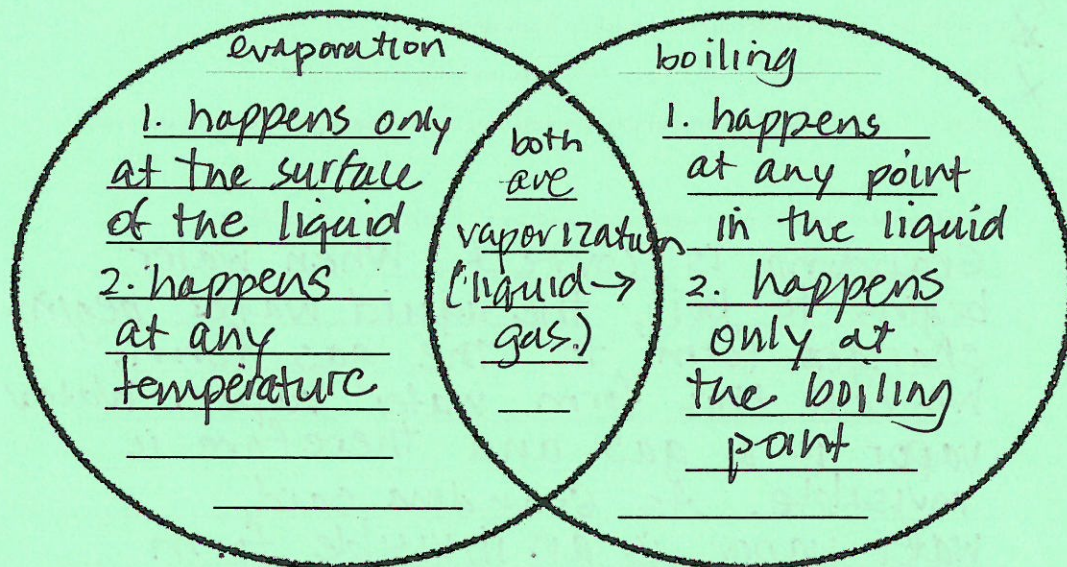 evaporation
1. happens only
at the surface
of the liquid
2. happens
at any
temperature
both
are
vaporization
(liquid →
gas.)
boiling
1. happens
at any point
in the liquid
2. happens
only at
the boiling
point